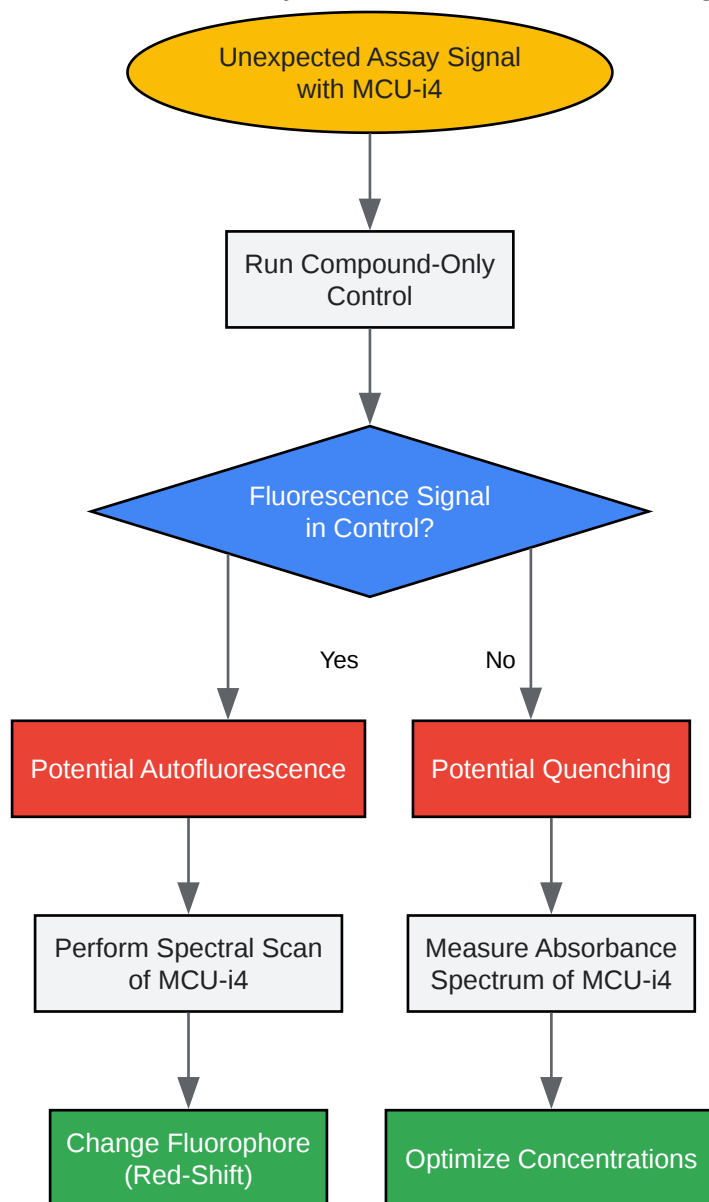 Unexpected Assay Signal
with MCU-i4
Run Compound-Only
Control
Fluorescence Signal
in Control?
Yes
No
Potential Autofluorescence
Potential Quenching
Perform Spectral Scan
of MCU-i4
Measure Absorbance
Spectrum of MCU-i4
Change Fluorophore
(Red-Shift)
Optimize Concentrations